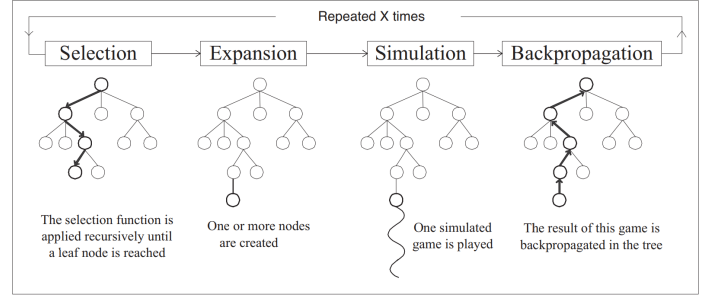 Repeated X times
Selection
Expansion
Simulation
Backpropagation
The selection function is
applied recursively until
a leaf node is reached
One or more nodes
are created
One simulated
game is played
The result of this game is
backpropagated in the tree